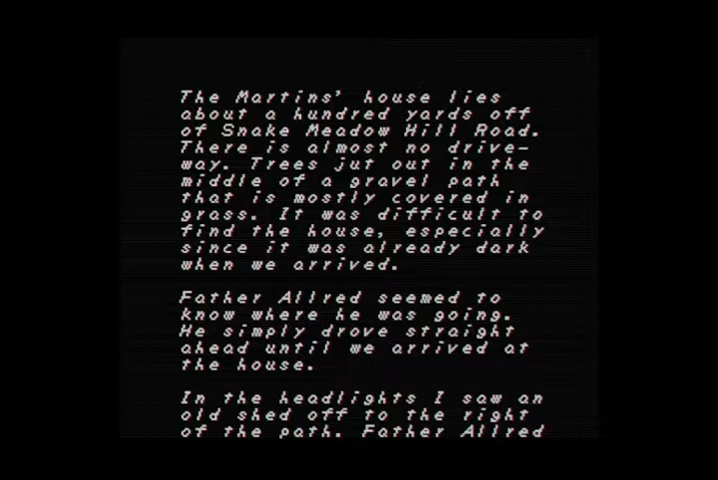 The Martins' house lies
about a hundred yards off
of Snake Meadow Hill Road.
There is almost no drive-
way. Trees jut out in the
middle of a gravel path
that is mostly covered in
grass. It was difficult to
find the house, especially
since it was already dark
when we arrived.
Father Allred seemed to
know where he was going.
He simply drove straight
ahead until we arrived at
the house.
In the headlights I saw an
old shed off to the right
of the path. Father Allred